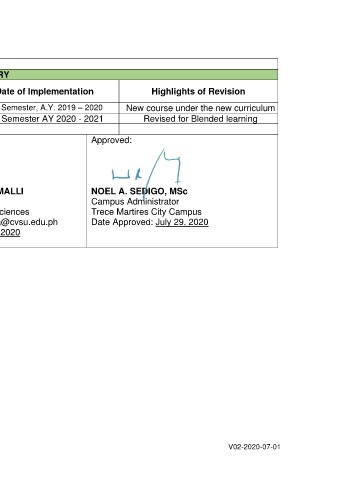 RY
Date of Implementation Highlights of Revision
Semester, A.Y. 2019 – 2020 New course under the new curriculum
Semester AY 2020 - 2021 Revised for Blended learning
Approved:
MALLI NOEL A. SEDIGO, MSc
Campus Administrator
ciences Trece Martires City Campus
@cvsu.edu.ph Date Approved: July 29, 2020
2020
V02-2020-07-01